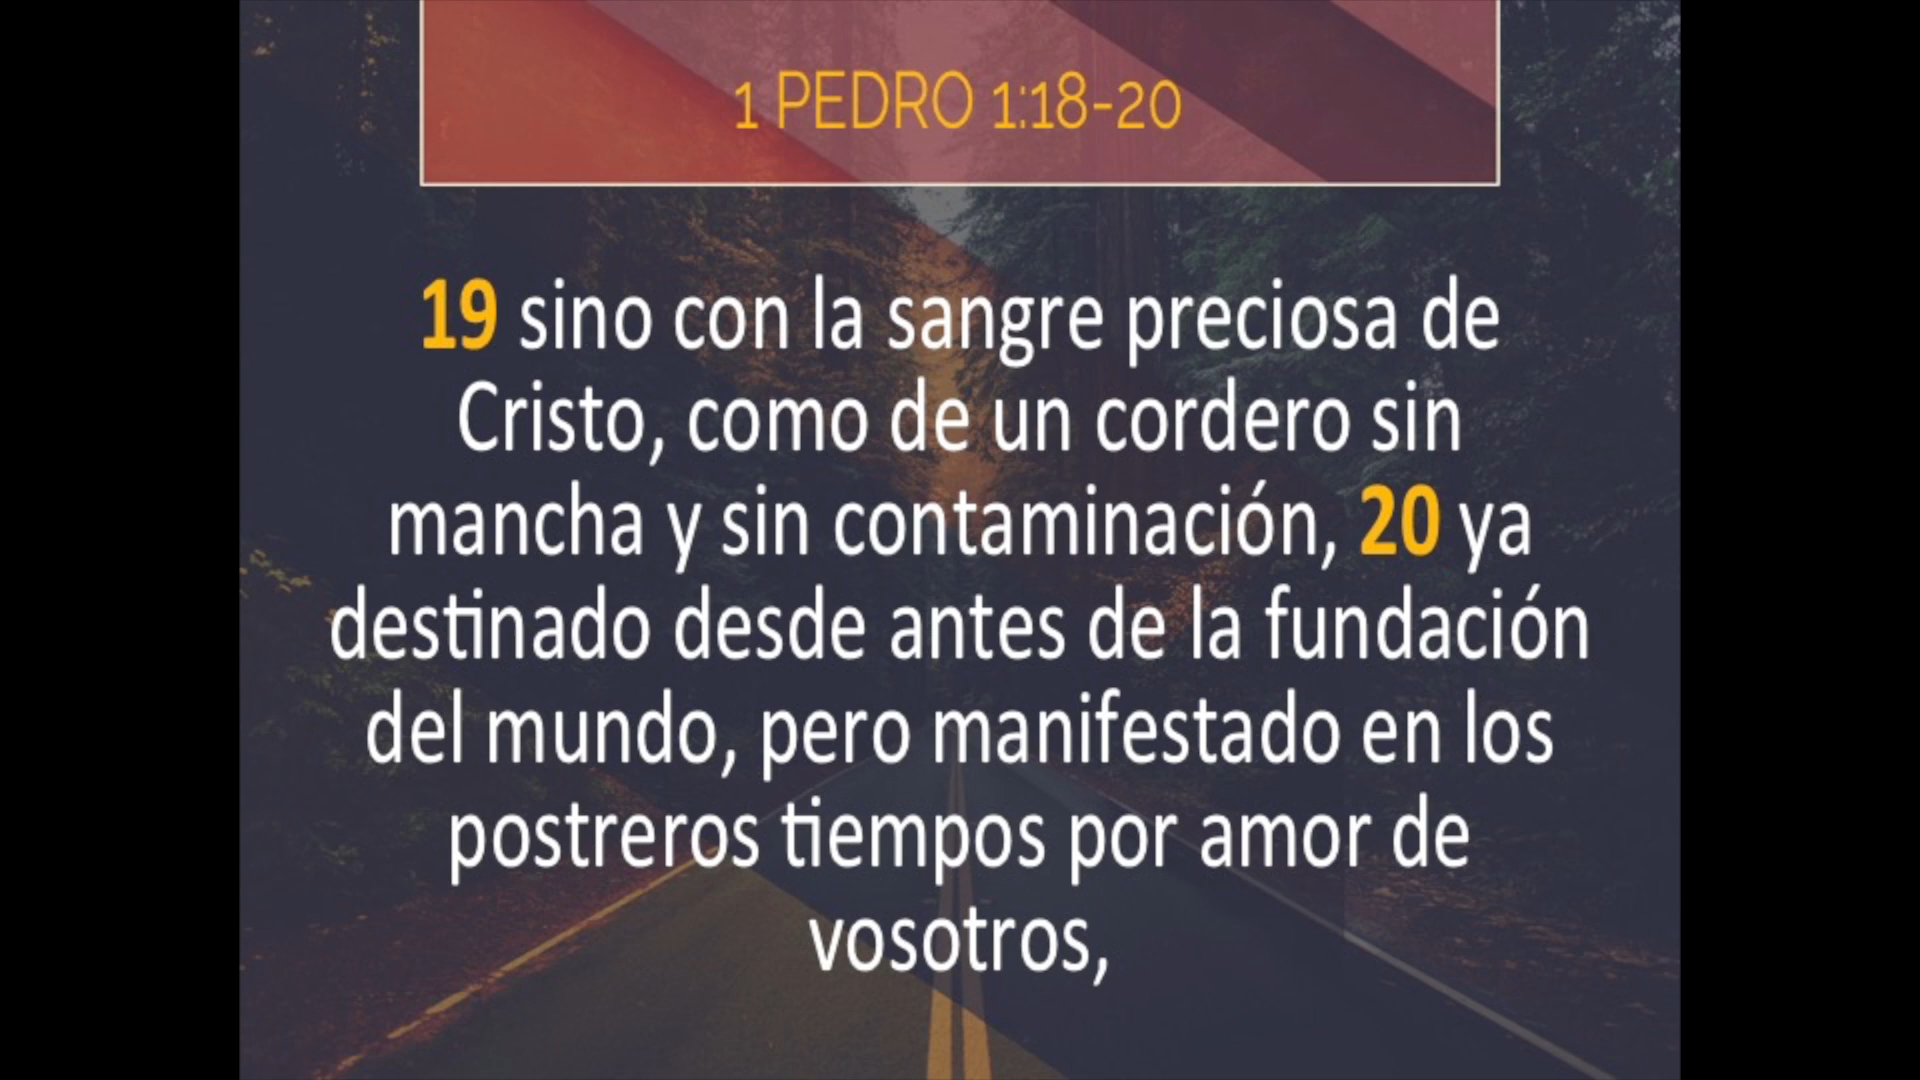 1 PEDRO 1:18-20
19 sino con la sangre preciosa de
Cristo, como de un cordero sin
mancha y sin contaminación, 20 ya
destinado desde antes de la fundación
del mundo, pero manifestado en los
postreros tiempos por amor de
vosotros,